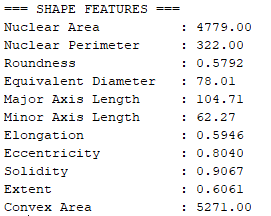 === SHAPE FEATURES ===
Nuclear Area : 4779.00
Nuclear Perimeter : 322.00
Roundness : 0.5792
Equivalent Diameter : 78.01
Major Axis Length : 104.71
Minor Axis Length : 62.27
Elongation : 0.5946
Eccentricity : 0.8040
Solidity : 0.9067
Extent : 0.6061
Convex Area : 5271.00